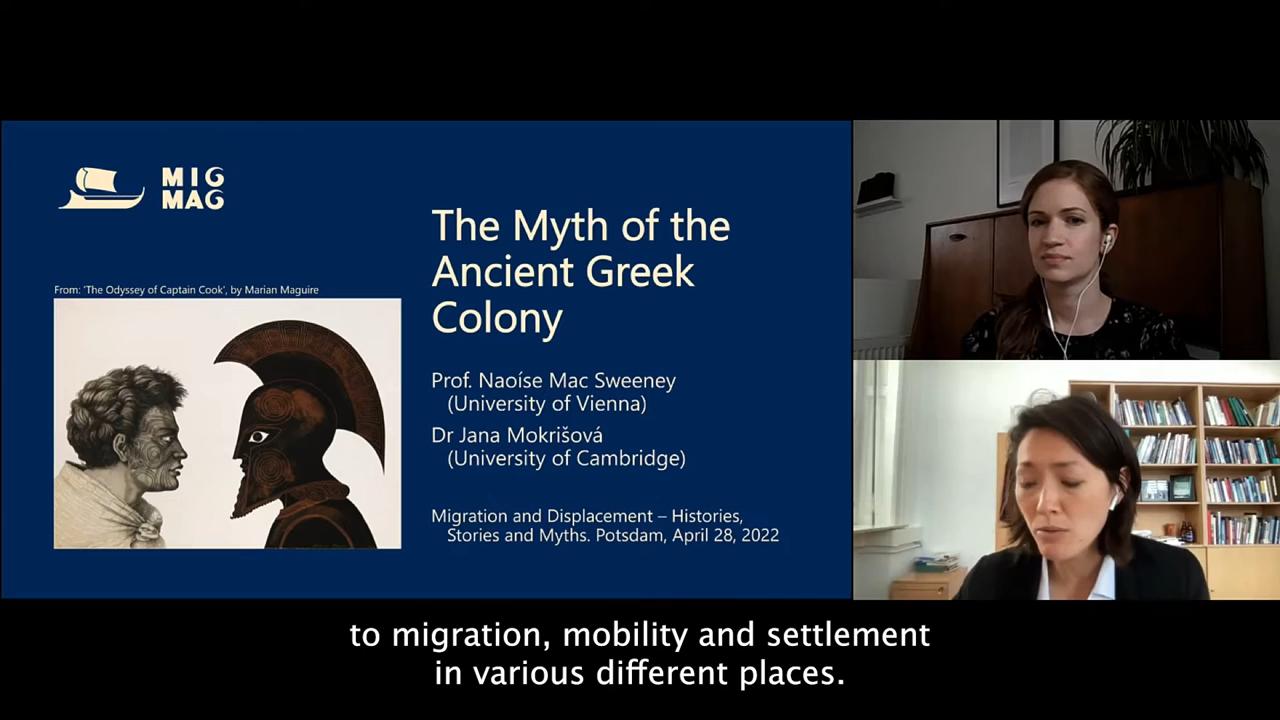 MIG
MAG
The Myth of the
Ancient Greek
Colony
From: 'The Odyssey of Captain Cook', by Marian Maguire
Prof. Naoíse Mac Sweeney
(University of Vienna)
Dr Jana Mokrišová
(University of Cambridge)
Migration and Displacement – Histories,
Stories and Myths. Potsdam, April 28, 2022
to migration, mobility and settlement
in various different places.